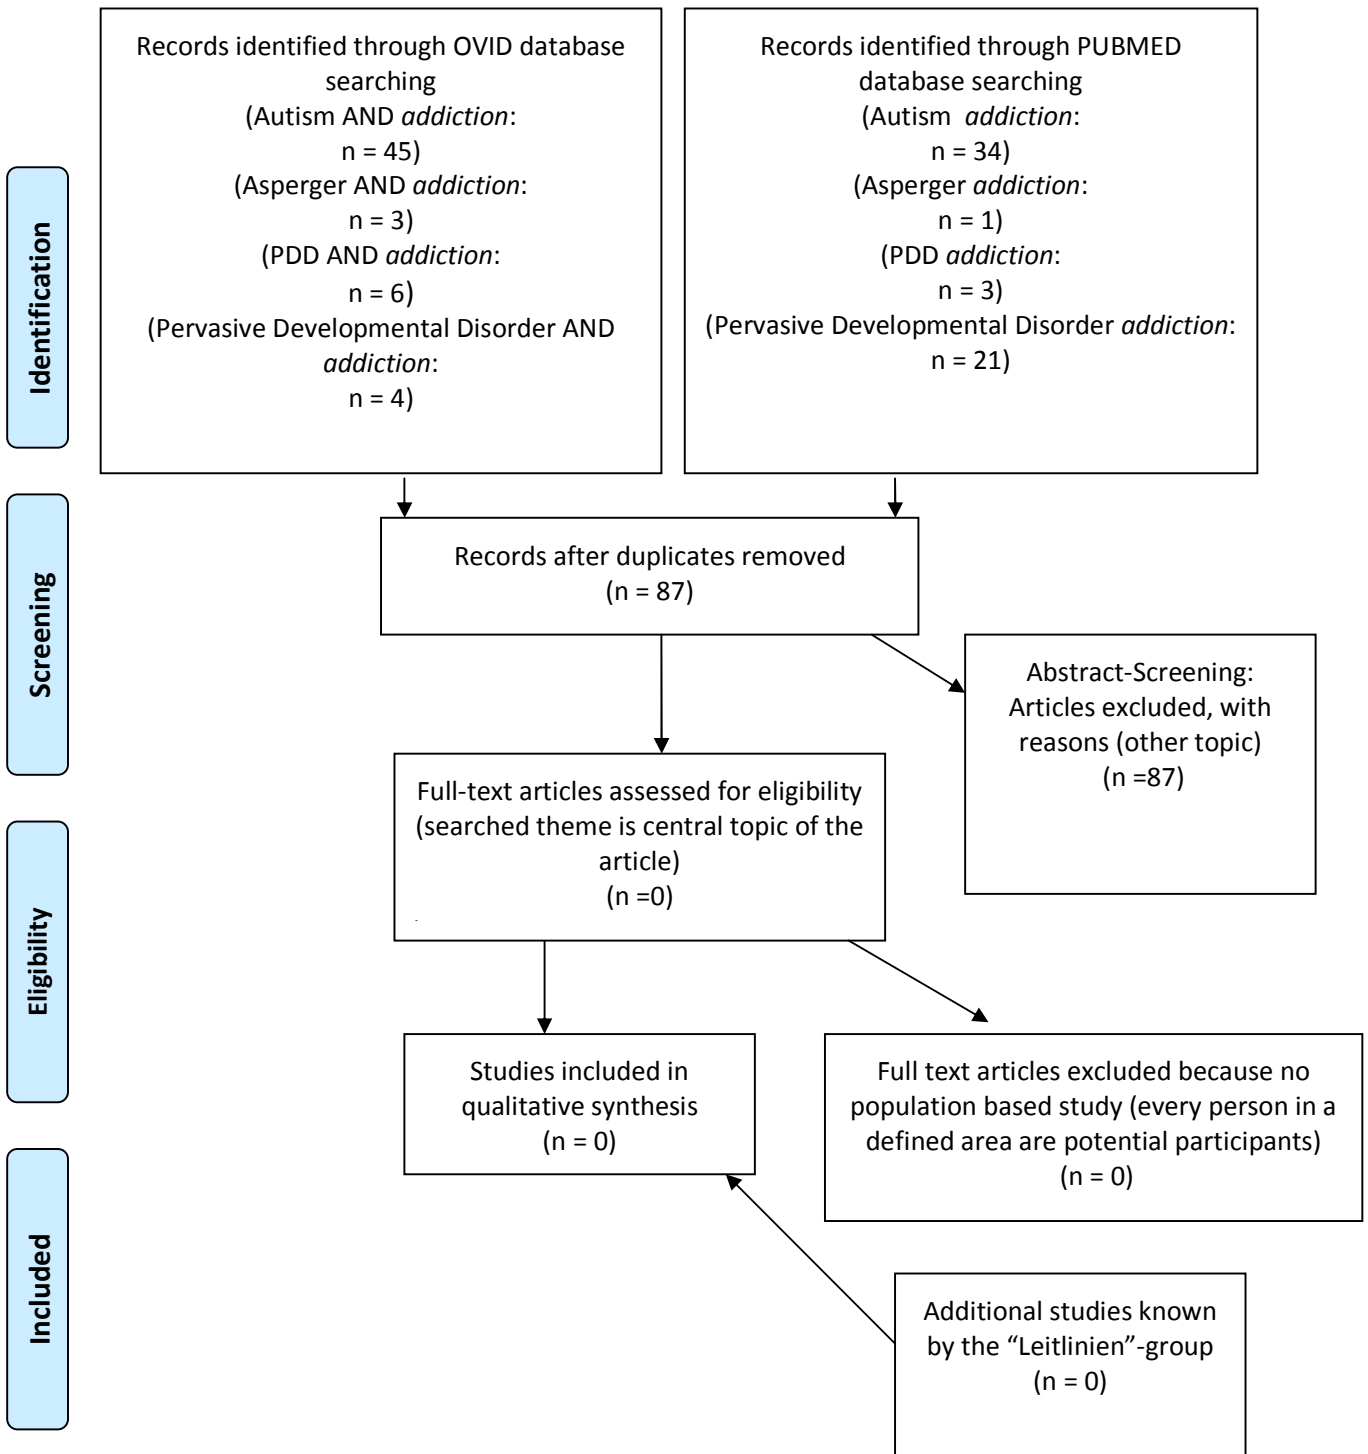 Records identified through OVID database
searching
(Autism AND addiction:
n = 45)
(Asperger AND addiction:
n = 3)
(PDD AND addiction:
n = 6)
(Pervasive Developmental Disorder AND
addiction:
n = 4)
Records identified through PUBMED
database searching
(Autism  addiction:
n = 34)
(Asperger addiction:
n = 1)
(PDD addiction:
n = 3)
(Pervasive Developmental Disorder addiction:
n = 21)
Identification
Records after duplicates removed
(n = 87)
Screening
Abstract-Screening:
Articles excluded, with
reasons (other topic)
(n =87)
Full-text articles assessed for eligibility
(searched theme is central topic of the
article)
(n =0)
Eligibility
Studies included in
qualitative synthesis
(n = 0)
Full text articles excluded because no
population based study (every person in a
defined area are potential participants)
(n = 0)
Included
Additional studies known
by the “Leitlinien”-group
(n = 0)